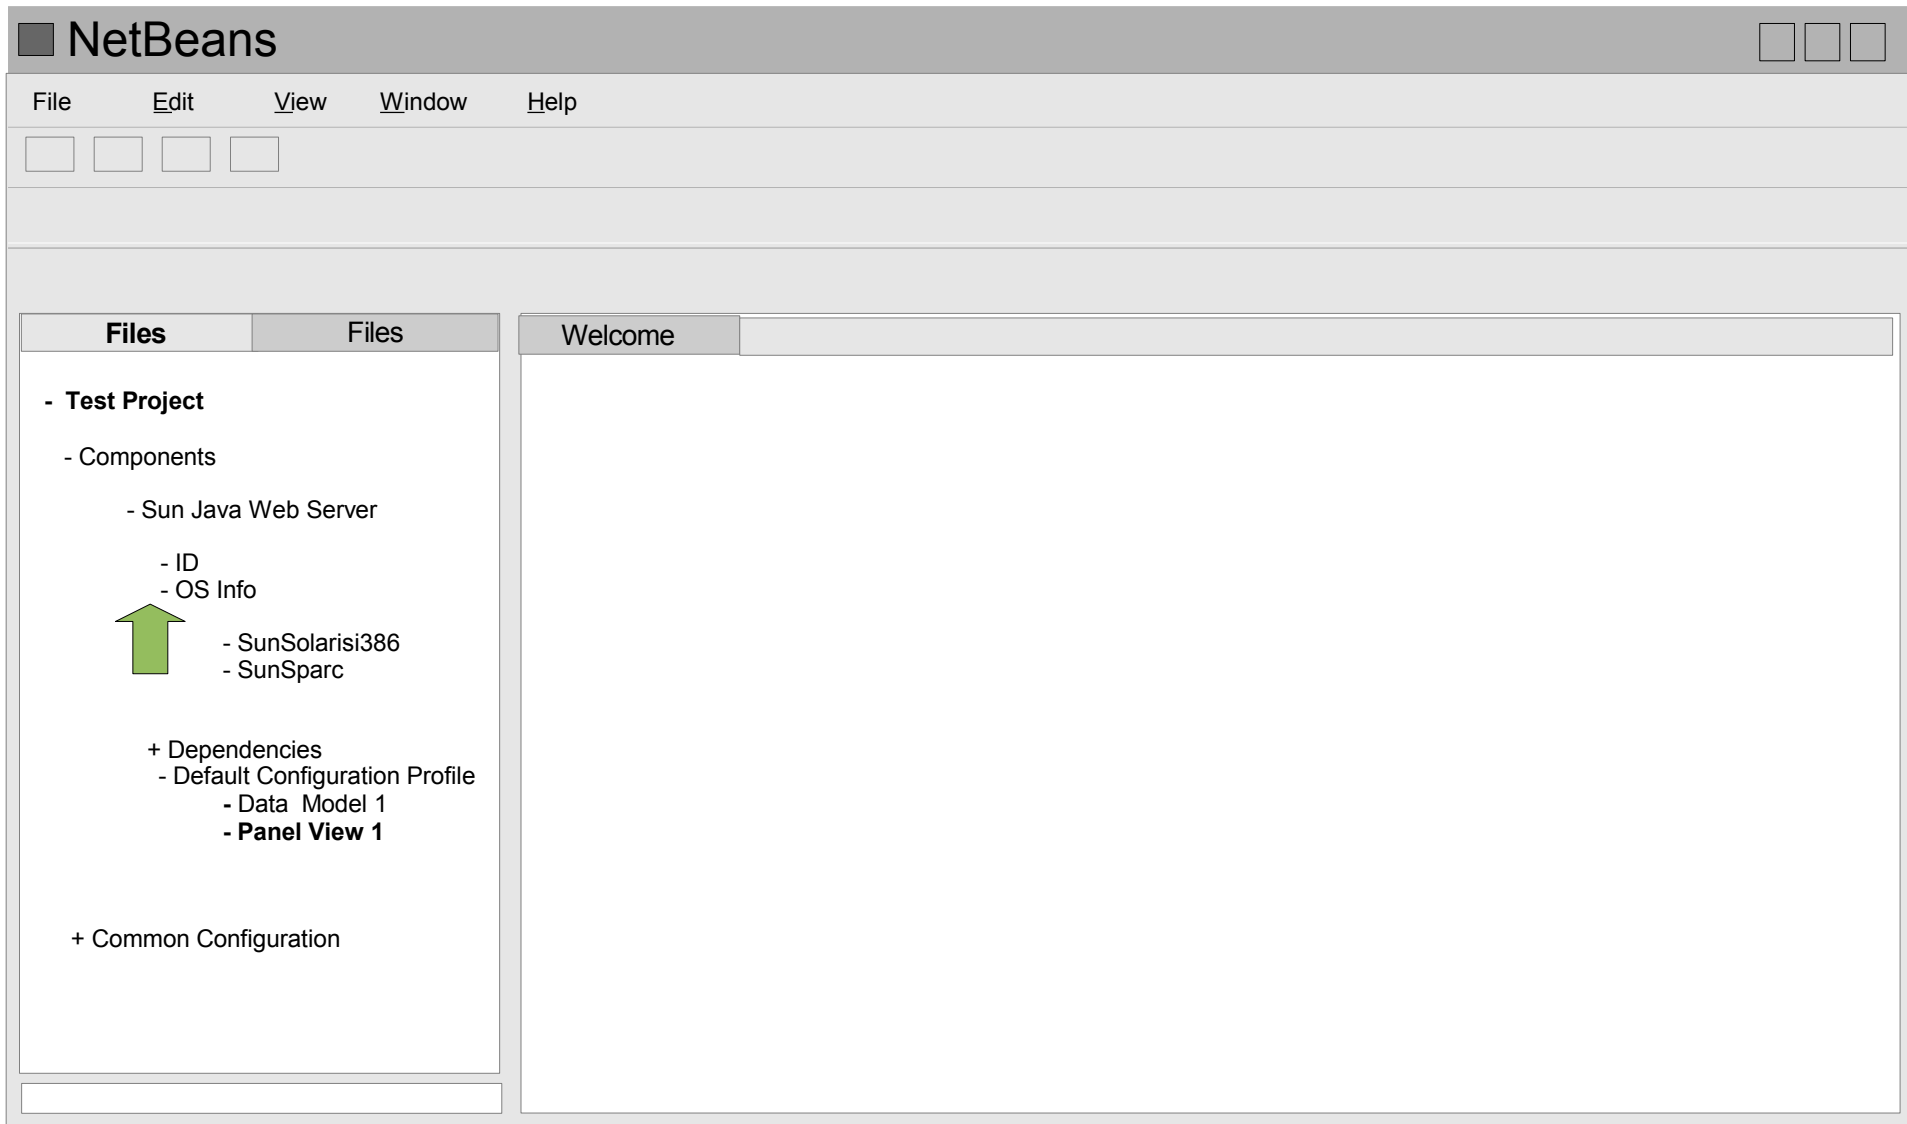 NetBeans
File Edit View Window Help
Files Files Welcome
- Test Project
- Components
- Sun Java Web Server
- ID
- OS Info
- SunSolarisi386
- SunSparc
+ Dependencies
- Default Configuration Profile
- Data  Model 1
- Panel View 1
+ Common Configuration